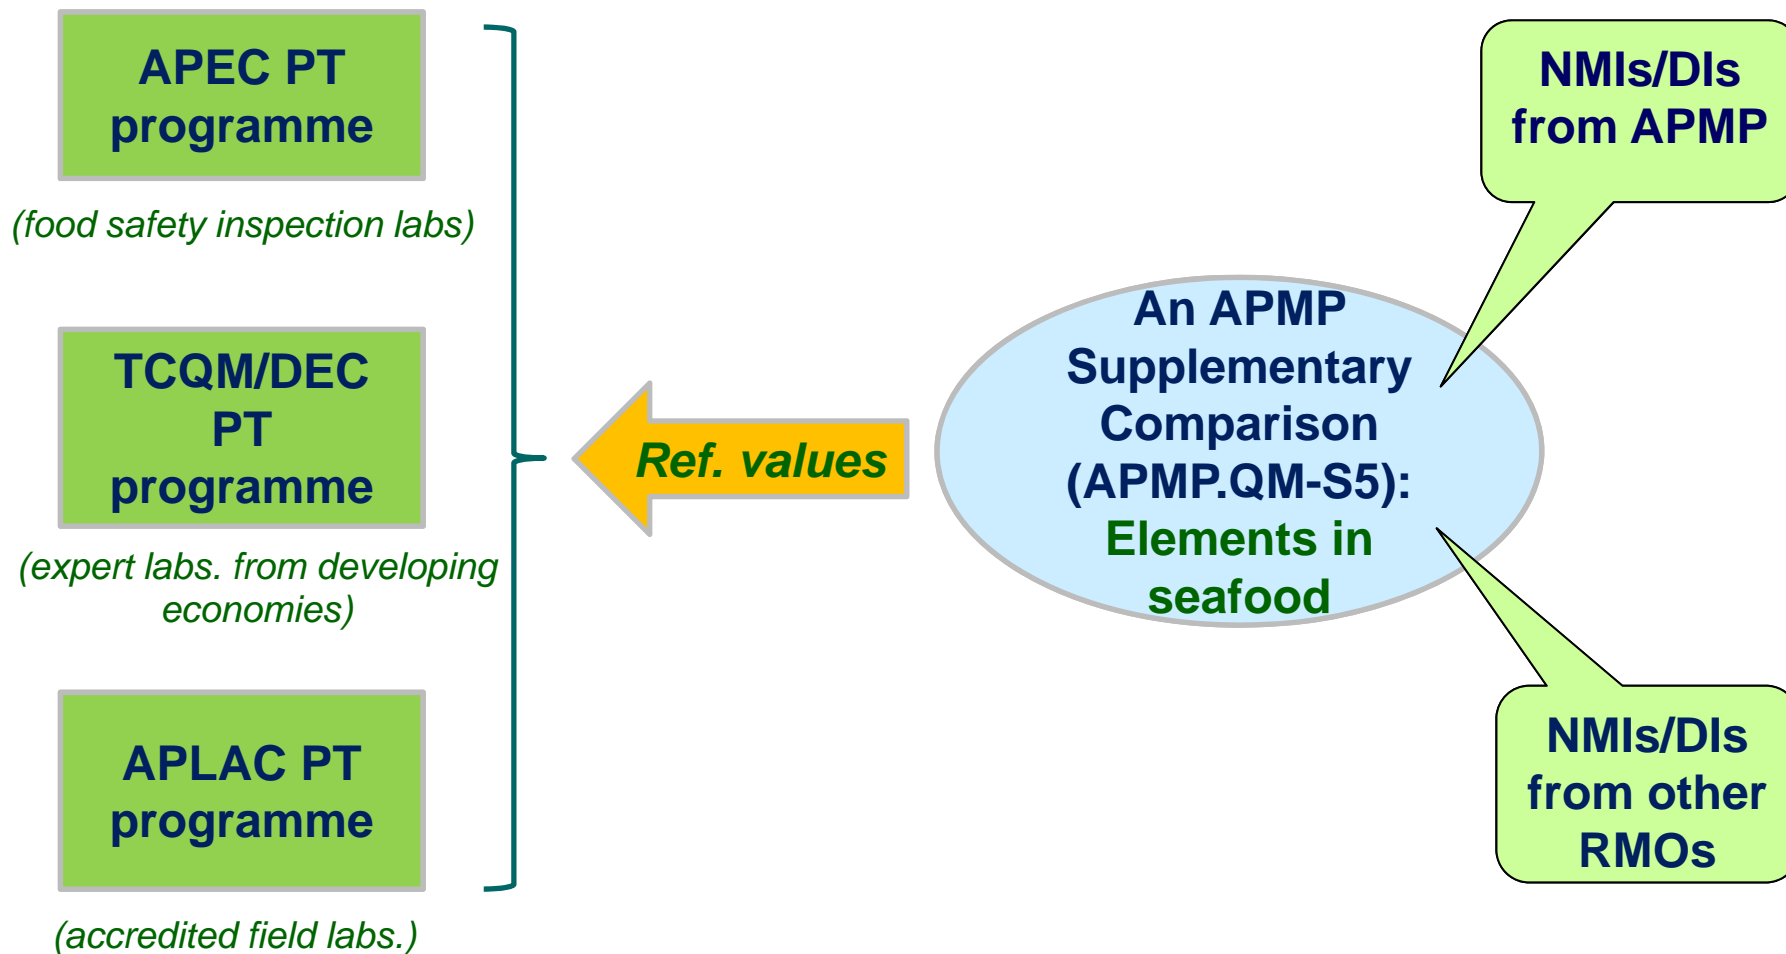 APEC PT
programme
(food safety inspection labs)
TCQM/DEC
PT
programme
(expert labs. from developing
economies)
APLAC PT
programme
(accredited field labs.)
Ref. values
An APMP
Supplementary
Comparison
(APMP.QM-S5):
Elements in
seafood
NMIs/DIs
from APMP
NMIs/DIs
from other
RMOs